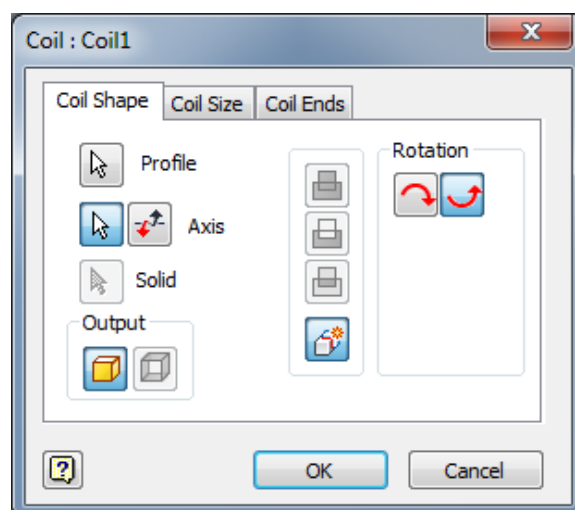 Coil : Coil1
Coil Shape Coil Size Coil Ends
Profile
Rotation
Axis
Solid
Output
OK Cancel